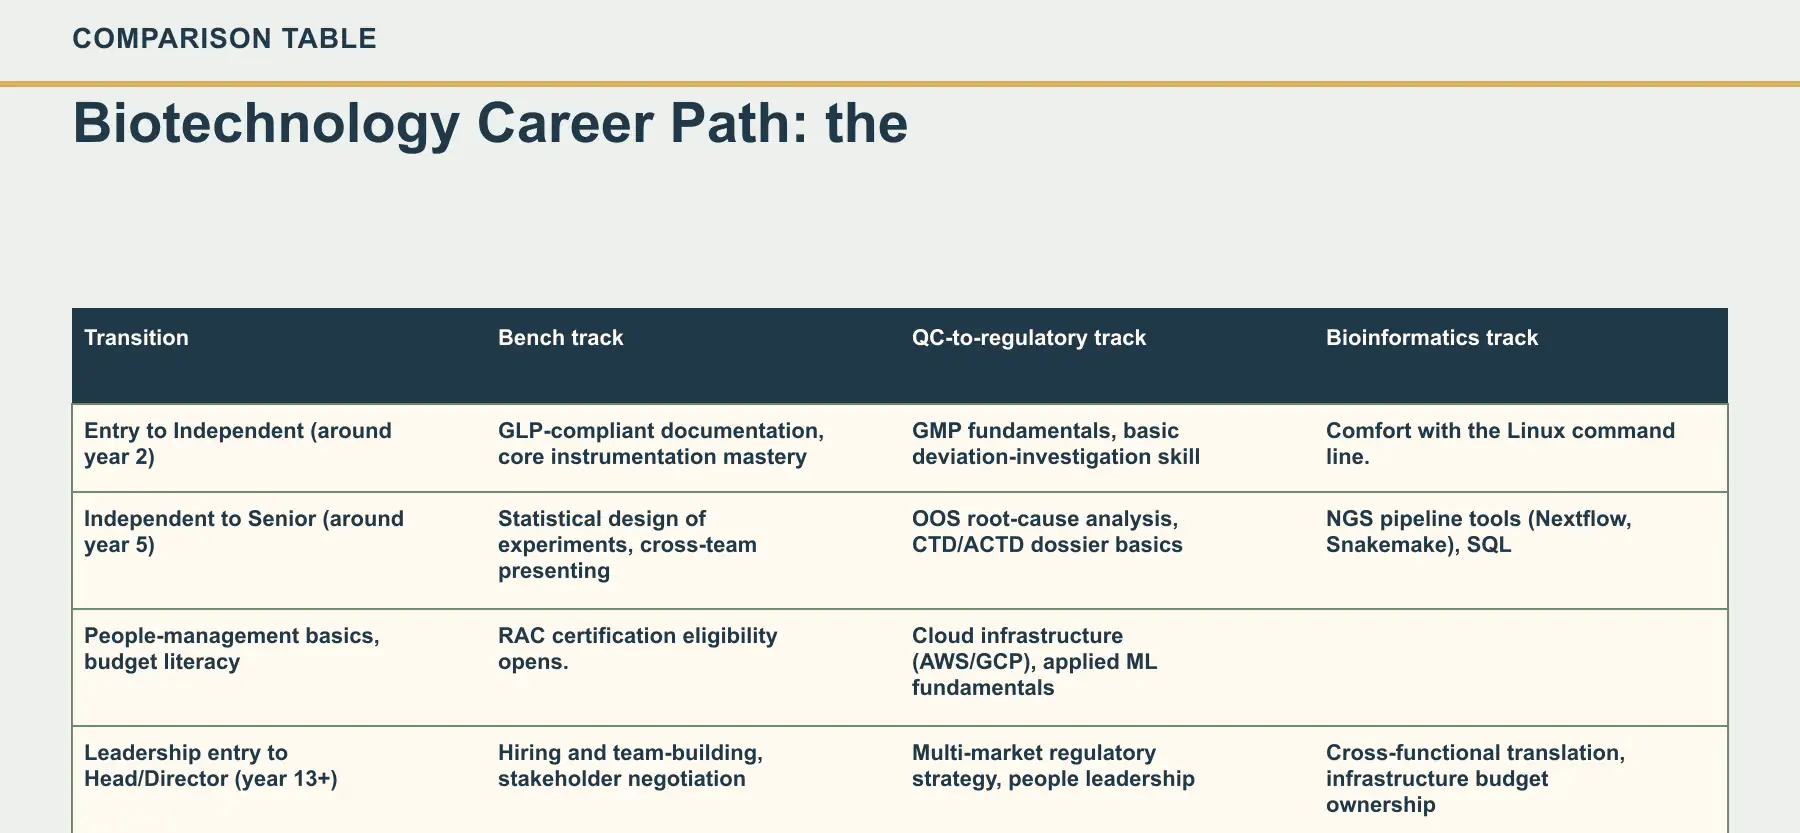 COMPARISON TABLE
Biotechnology Career Path: the
Transition
Bench track
QC-to-regulatory track
Bioinformatics track
Entry to Independent (around
year 2)
GLP-compliant documentation,
core instrumentation mastery
GMP fundamentals, basic
deviation-investigation skill
Comfort with the Linux command
line.
Independent to Senior (around
year 5)
Statistical design of
experiments, cross-team
presenting
OOS root-cause analysis,
CTD/ACTD dossier basics
NGS pipeline tools (Nextflow,
Snakemake), SQL
People-management basics,
budget literacy
RAC certification eligibility
opens.
Cloud infrastructure
(AWS/GCP), applied ML
fundamentals
Leadership entry to
Head/Director (year 13+)
Hiring and team-building,
stakeholder negotiation
Multi-market regulatory
strategy, people leadership
Cross-functional translation,
infrastructure budget
ownership